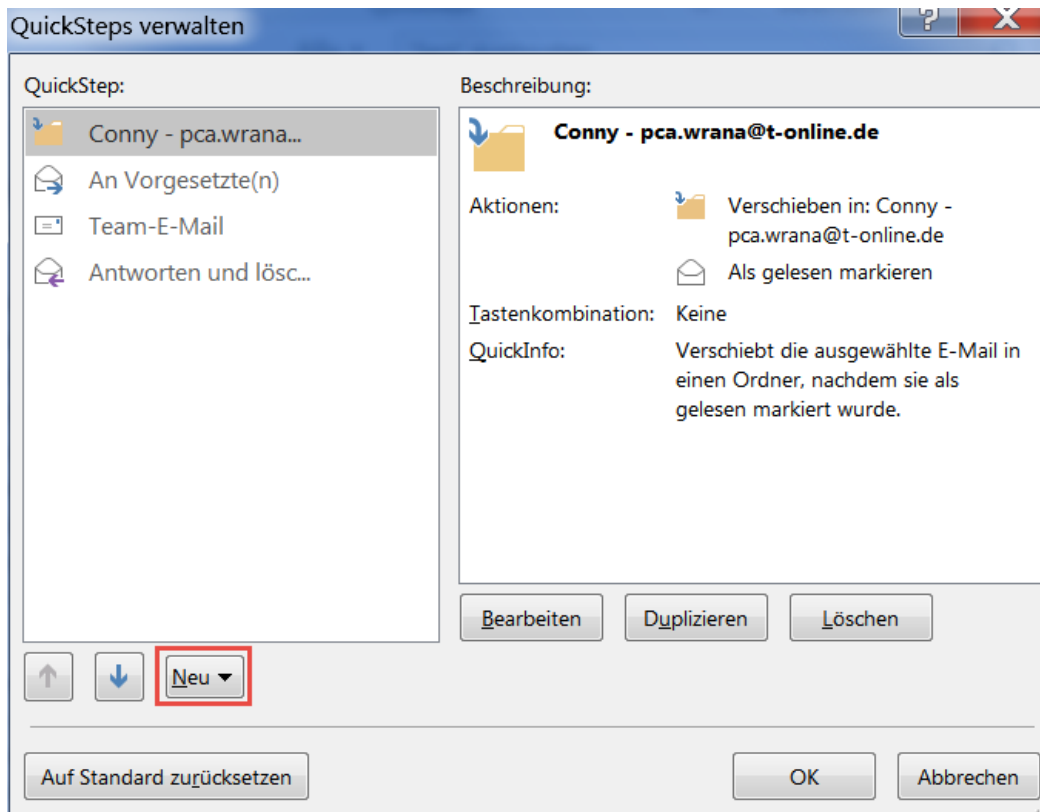 QuickSteps verwalten
QuickStep:
Conny - pca.wrana...
An Vorgesetzte(n)
Team-E-Mail
Antworten und lösc...
Neu
Beschreibung:
Conny - pca.wrana@t-online.de
Aktionen:
Verschieben in: Conny -
pca.wrana@t-online.de
Als gelesen markieren
Tastenkombination: Keine
QuickInfo: Verschiebt die ausgewählte E-Mail in
einen Ordner, nachdem sie als
gelesen markiert wurde.
Bearbeiten Duplizieren Löschen
Auf Standard zurücksetzen OK Abbrechen